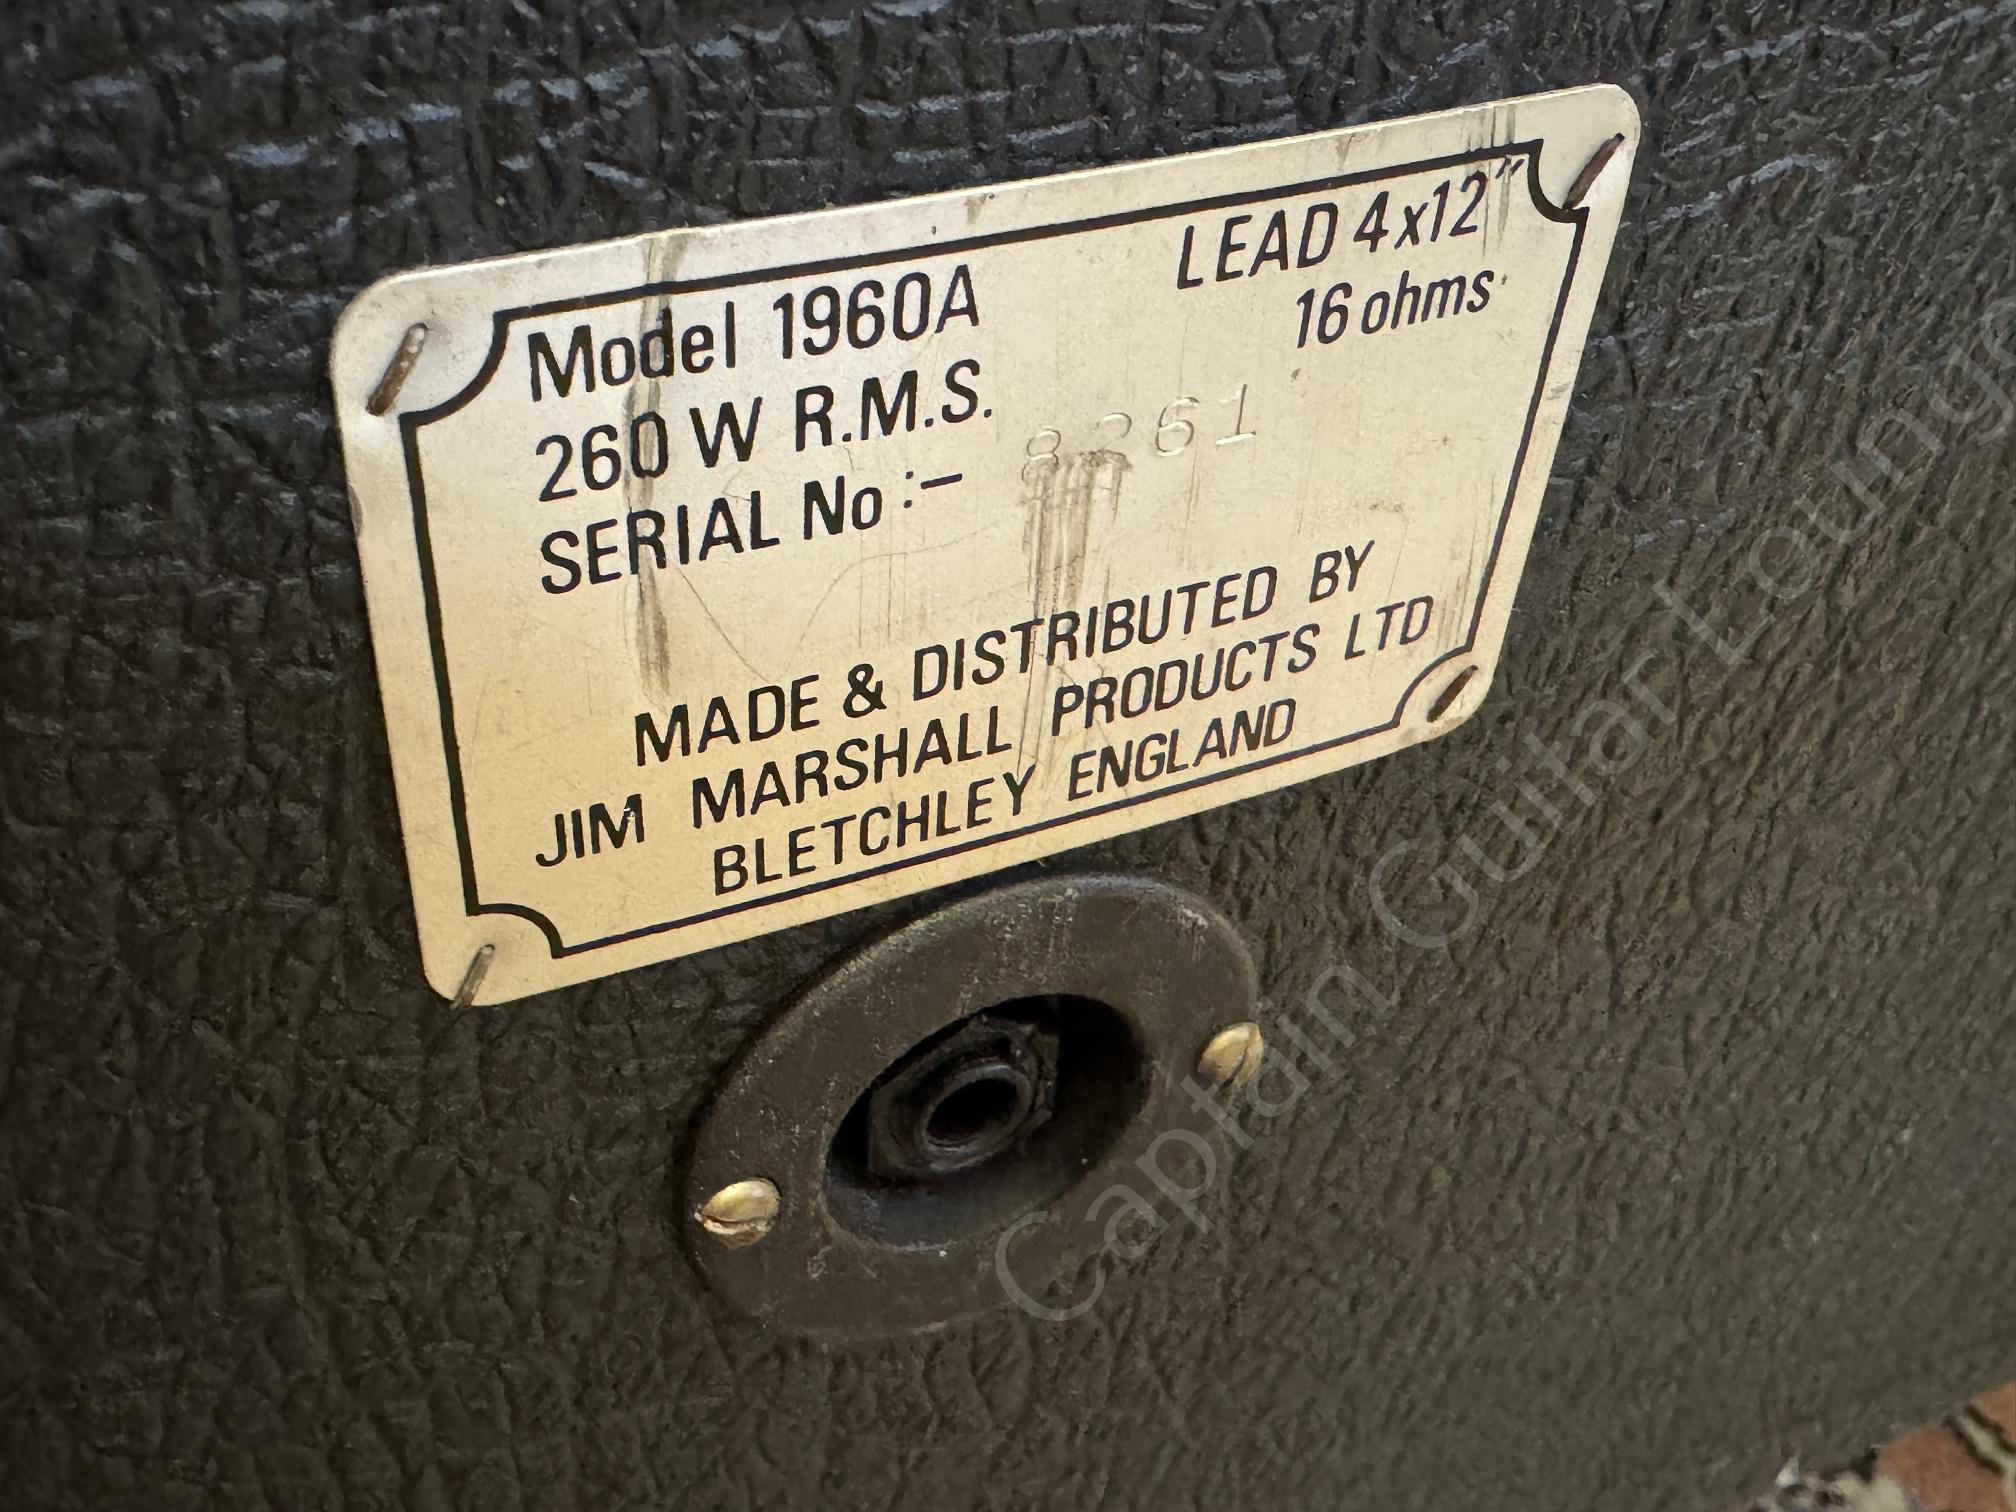 Model 1960A LEAD 4x12"
260 W R.M.S. 16 ohms
SERIAL No :–
MADE & DISTRIBUTED BY
JIM MARSHALL PRODUCTS LTD
BLETCHLEY ENGLAND
Captain Guitar Lounge